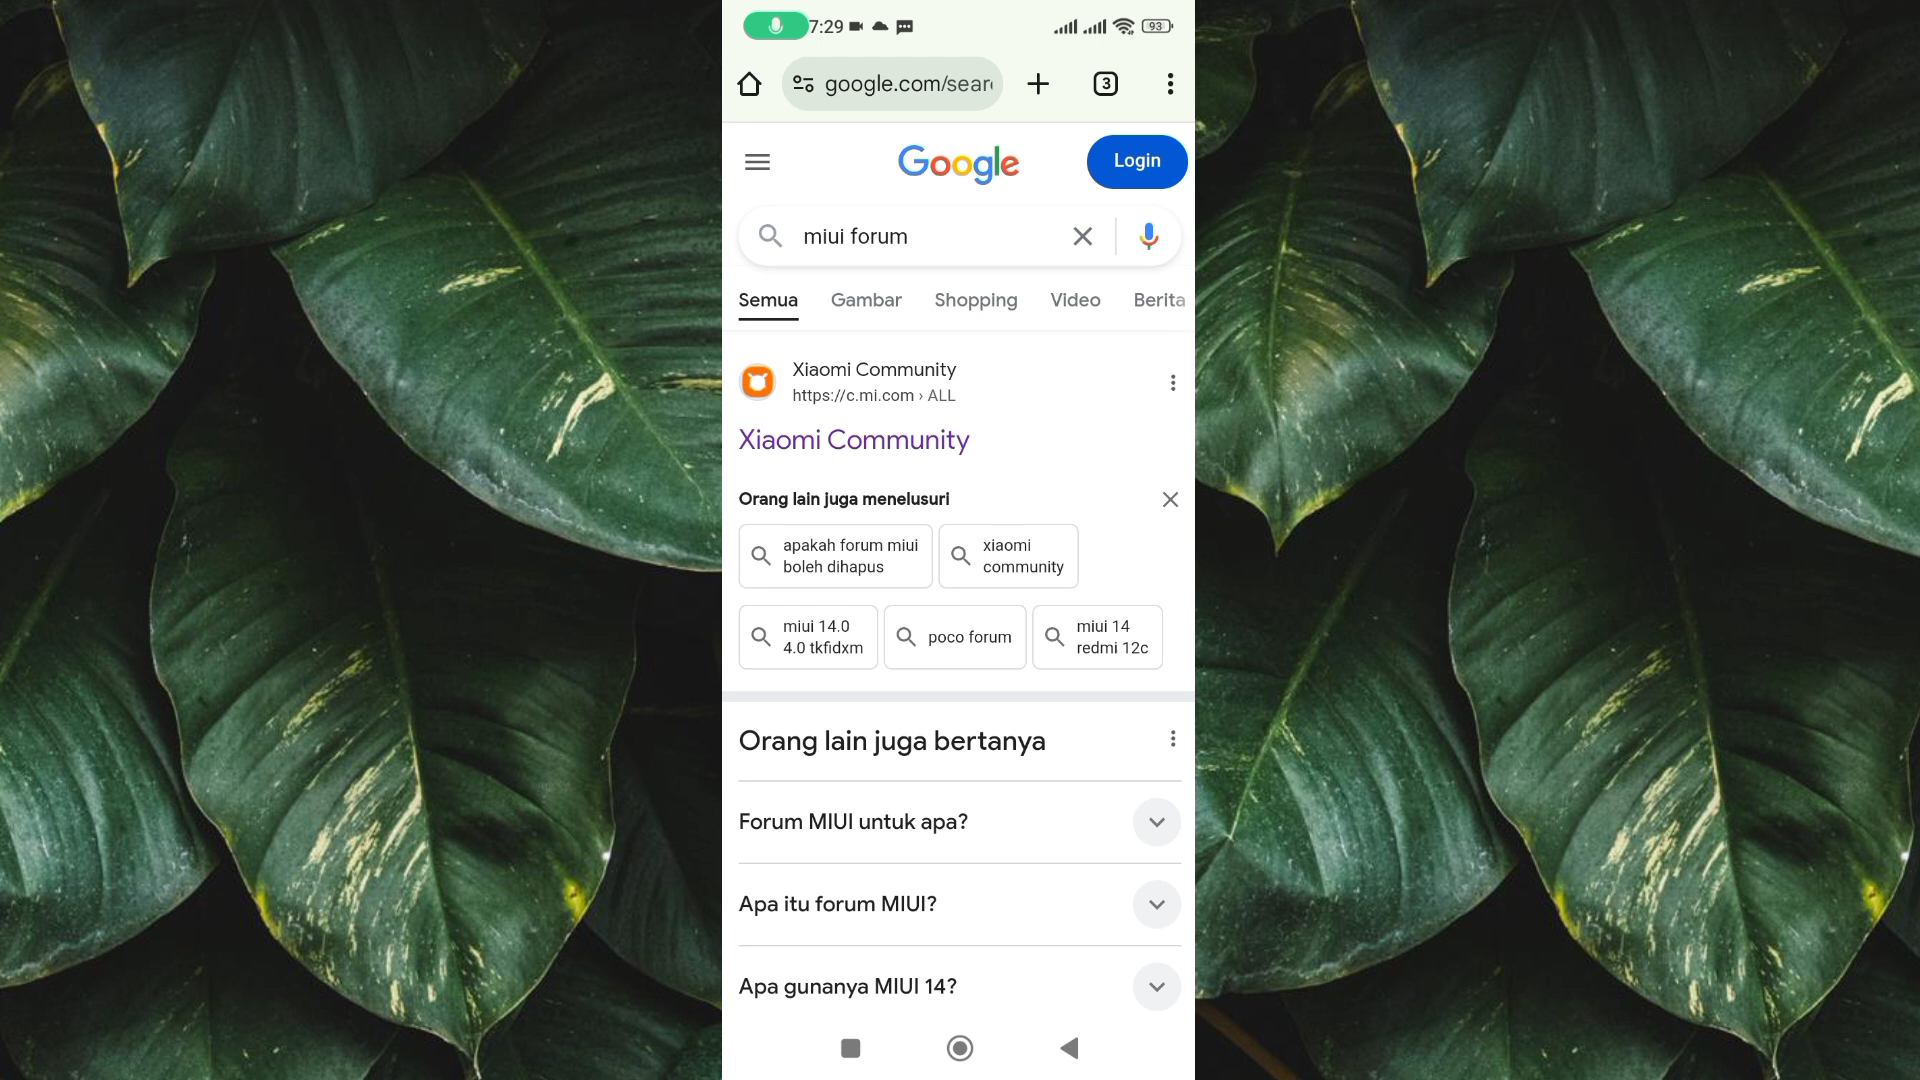 7:29
93
google.com/sear
3
Google
Login
miui forum
Semua Gambar Shopping Video Berita
Xiaomi Community
https://c.mi.com › ALL
Xiaomi Community
Orang lain juga menelusuri
apakah forum miui
boleh dihapus
xiaomi
community
miui 14.0
4.0 tkfidxm
poco forum
miui 14
redmi 12c
Orang lain juga bertanya
Forum MIUI untuk apa?
Apa itu forum MIUI?
Apa gunanya MIUI 14?